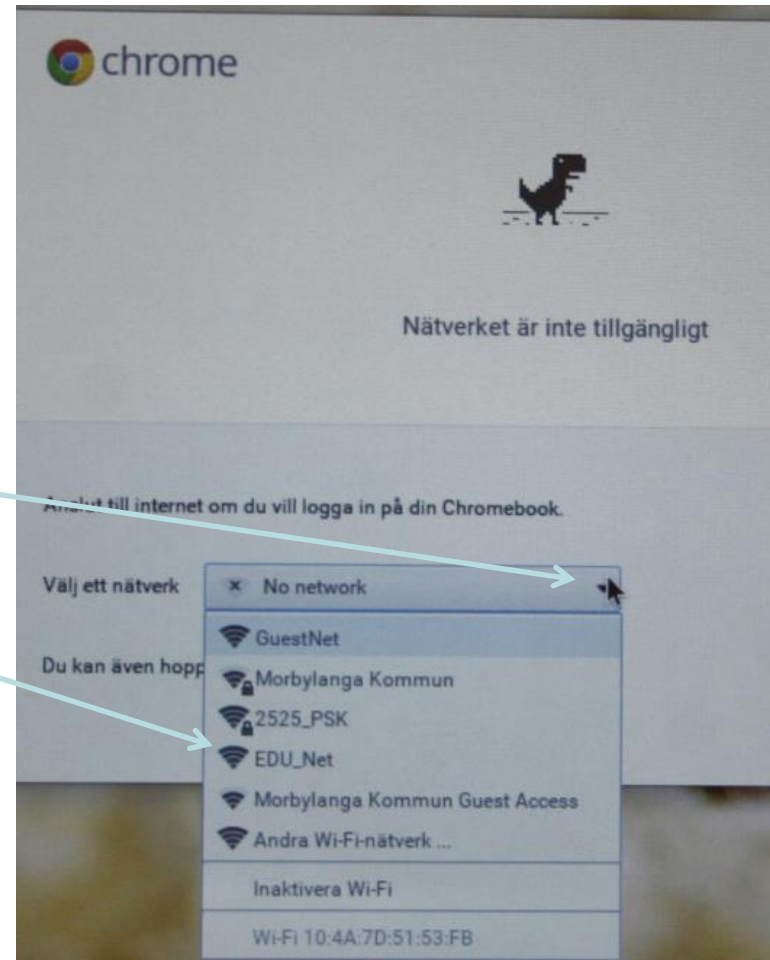 chrome
Nätverket är inte tillgängligt
Anslut till internet om du vill logga in på din Chromebook.
Välj ett nätverk
No network
GuestNet
Du kan även hopp
Morbylanga Kommun
2525_PSK
EDU_Net
Morbylanga Kommun Guest Access
Andra Wi-Fi-nätverk ...
Inaktivera Wi-Fi
Wi-Fi 10:4A:7D:51:53:FB